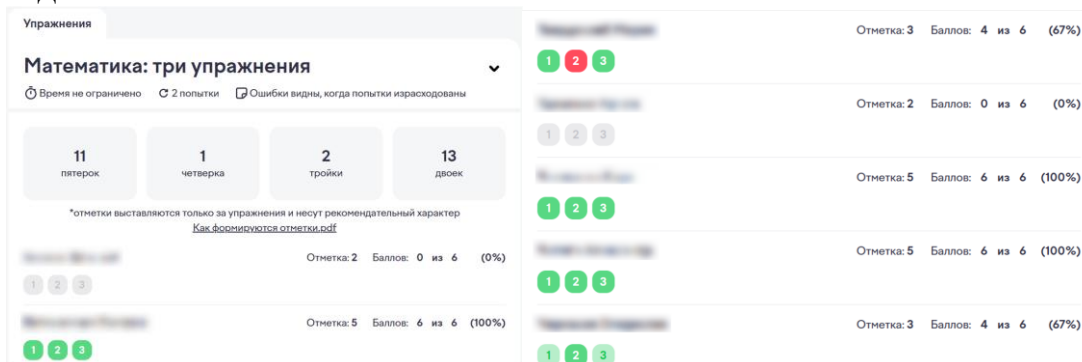 Упражнения
Математика: три упражнения
Время не ограничено 2 попытки Ошибки видны, когда попытки израсходованы
11 1 2 13
пятерок четверка тройки двоек
*отметки выставляются только за упражнения и несут рекомендательный характер
Как формируются отметки.pdf
Отметка: 2 Баллов: 0 из 6 (0%)
1 2 3
Отметка: 5 Баллов: 6 из 6 (100%)
1 2 3
Отметка: 3 Баллов: 4 из 6 (67%)
1 2 3
Отметка: 2 Баллов: 0 из 6 (0%)
1 2 3
Отметка: 5 Баллов: 6 из 6 (100%)
1 2 3
Отметка: 5 Баллов: 6 из 6 (100%)
1 2 3
Отметка: 3 Баллов: 4 из 6 (67%)
1 2 3